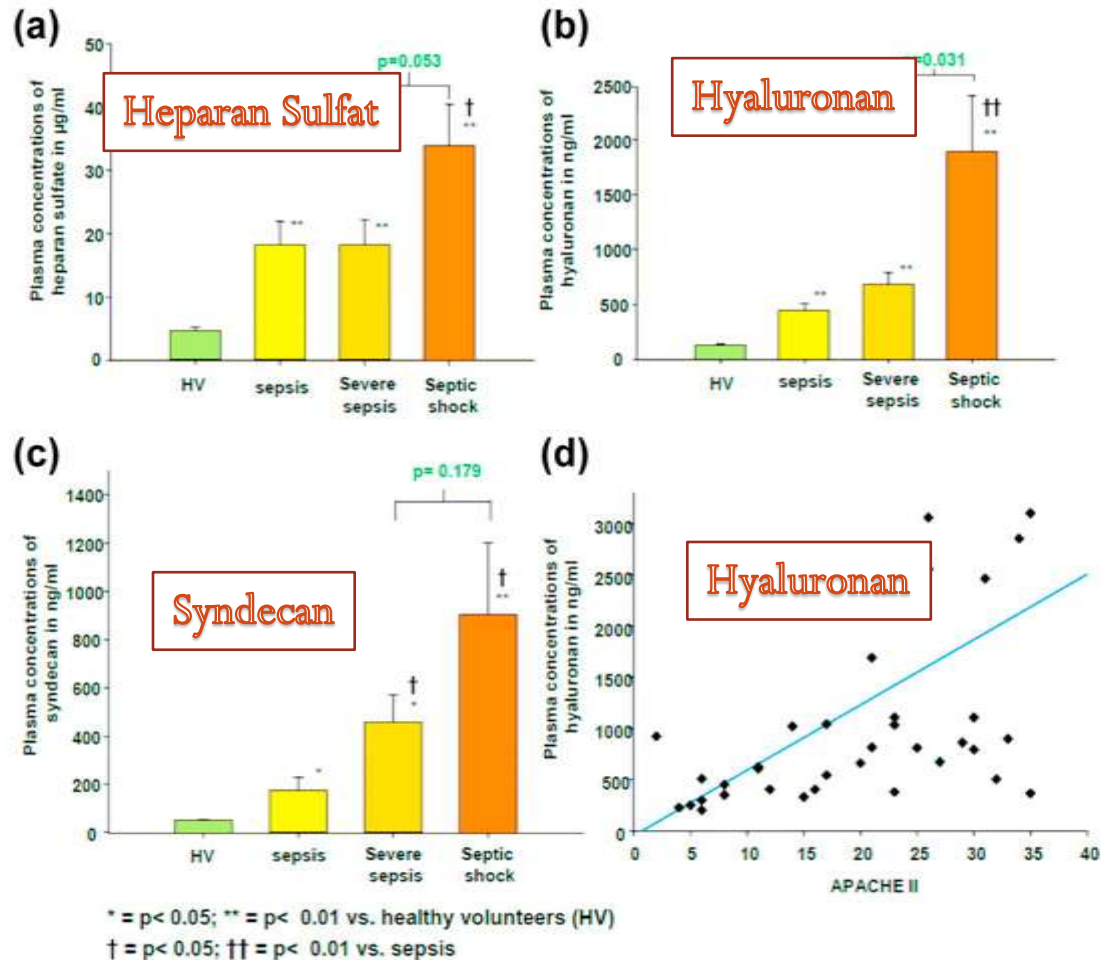 (a)
50
40
30
20
10
0
Plasma concentrations of
heparan sulfate in µg/ml
Heparan Sulfat
p=0.053
**
**
†
**
HV
sepsis
Severe
sepsis
Septic
shock
(b)
2500
2000
1500
1000
500
0
Plasma concentrations of
hyaluronan in ng/ml
Hyaluronan
=0.031
**
**
††
**
HV
sepsis
Severe
sepsis
Septic
shock
(c)
1400
1200
1000
800
600
400
200
0
Plasma concentrations of
syndecan in ng/ml
Syndecan
p= 0.179
*
†
*
†
**
HV
sepsis
Severe
sepsis
Septic
shock
(d)
3000
2500
2000
1500
1000
500
0
Plasma concentrations of
hyaluronan in ng/ml
Hyaluronan
0 5 10 15 20 25 30 35 40
APACHE II
* = p< 0.05; ** = p< 0.01 vs. healthy volunteers (HV)
† = p< 0.05; †† = p< 0.01 vs. sepsis